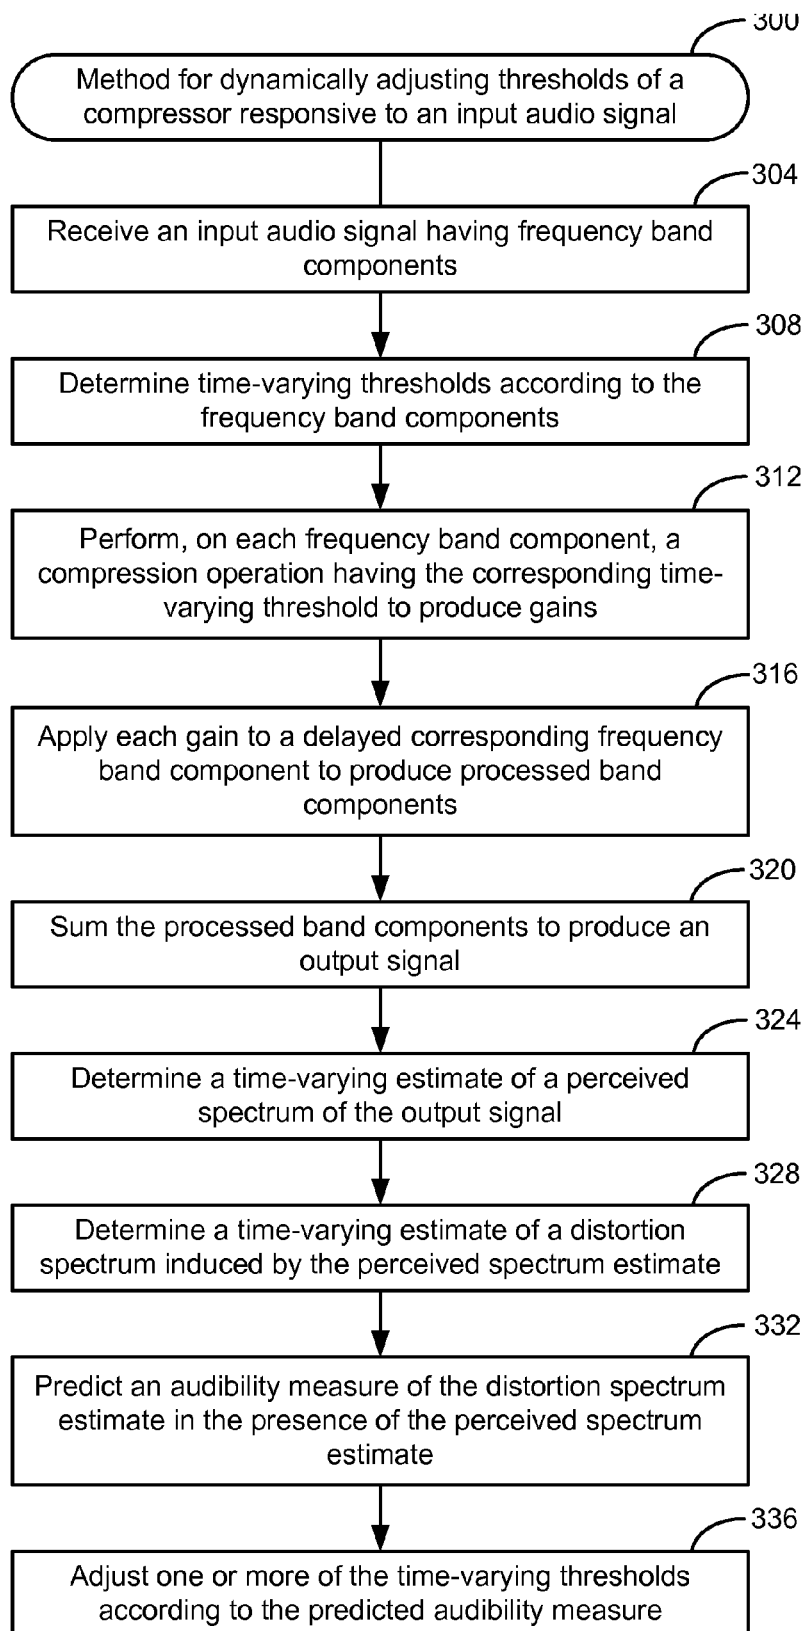 300
Method for dynamically adjusting thresholds of a
compressor responsive to an input audio signal
304
Receive an input audio signal having frequency band
components
308
Determine time-varying thresholds according to the
frequency band components
312
Perform, on each frequency band component, a
compression operation having the corresponding time-
varying threshold to produce gains
316
Apply each gain to a delayed corresponding frequency
band component to produce processed band
components
320
Sum the processed band components to produce an
output signal
324
Determine a time-varying estimate of a perceived
spectrum of the output signal
328
Determine a time-varying estimate of a distortion
spectrum induced by the perceived spectrum estimate
332
Predict an audibility measure of the distortion spectrum
estimate in the presence of the perceived spectrum
estimate
336
Adjust one or more of the time-varying thresholds
according to the predicted audibility measure